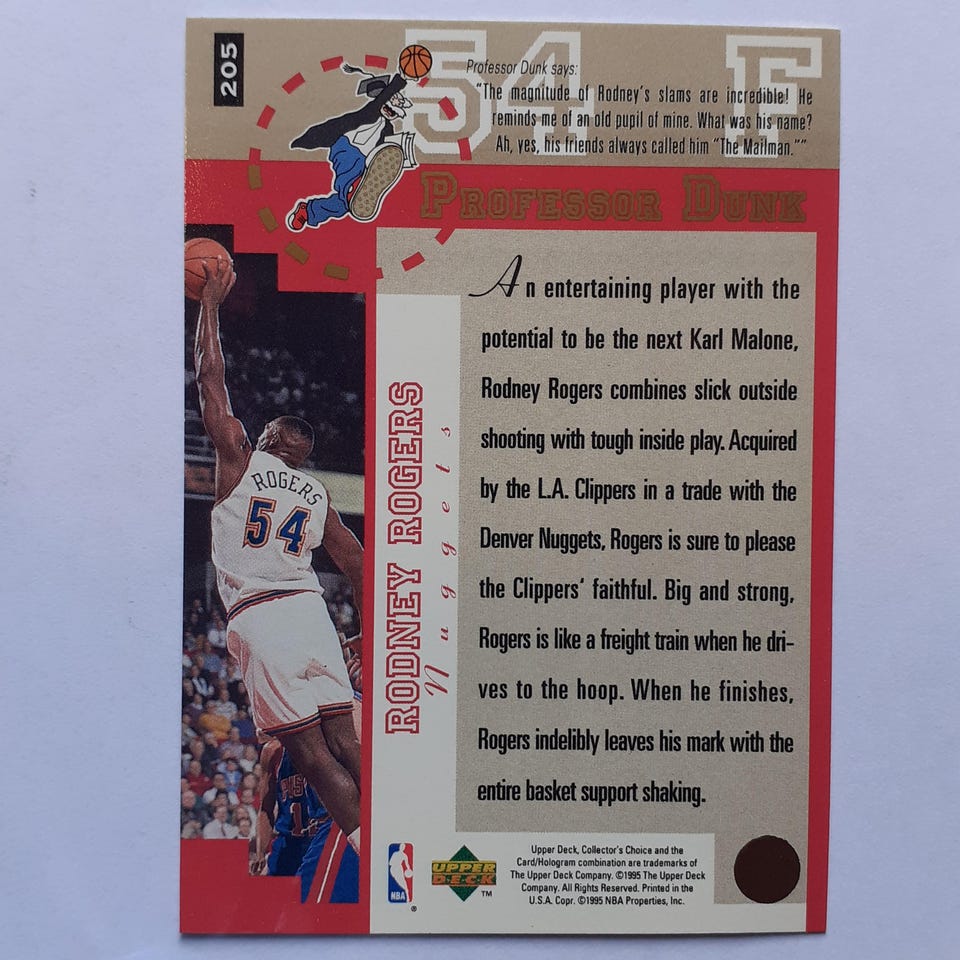 205
54 F
Professor Dunk says:
"The magnitude of Rodney's slams are incredible! He
reminds me of an old pupil of mine. What was his name?
Ah, yes, his friends always called him "The Mailman.""
PROFESSOR DUNK
An entertaining player with the
potential to be the next Karl Malone,
Rodney Rogers combines slick outside
shooting with tough inside play. Acquired
by the L.A. Clippers in a trade with the
Denver Nuggets, Rogers is sure to please
the Clippers' faithful. Big and strong,
Rogers is like a freight train when he dri-
ves to the hoop. When he finishes,
Rogers indelibly leaves his mark with the
entire basket support shaking.
RODNEY ROGERS
Nuggets
ROGERS
54
NBA
®
UPPER
DECK
TM
Upper Deck, Collector's Choice and the
Card/Hologram combination are trademarks of
The Upper Deck Company. ©1995 The Upper Deck
Company. All Rights Reserved. Printed in the
U.S.A. Copr. ©1995 NBA Properties, Inc.